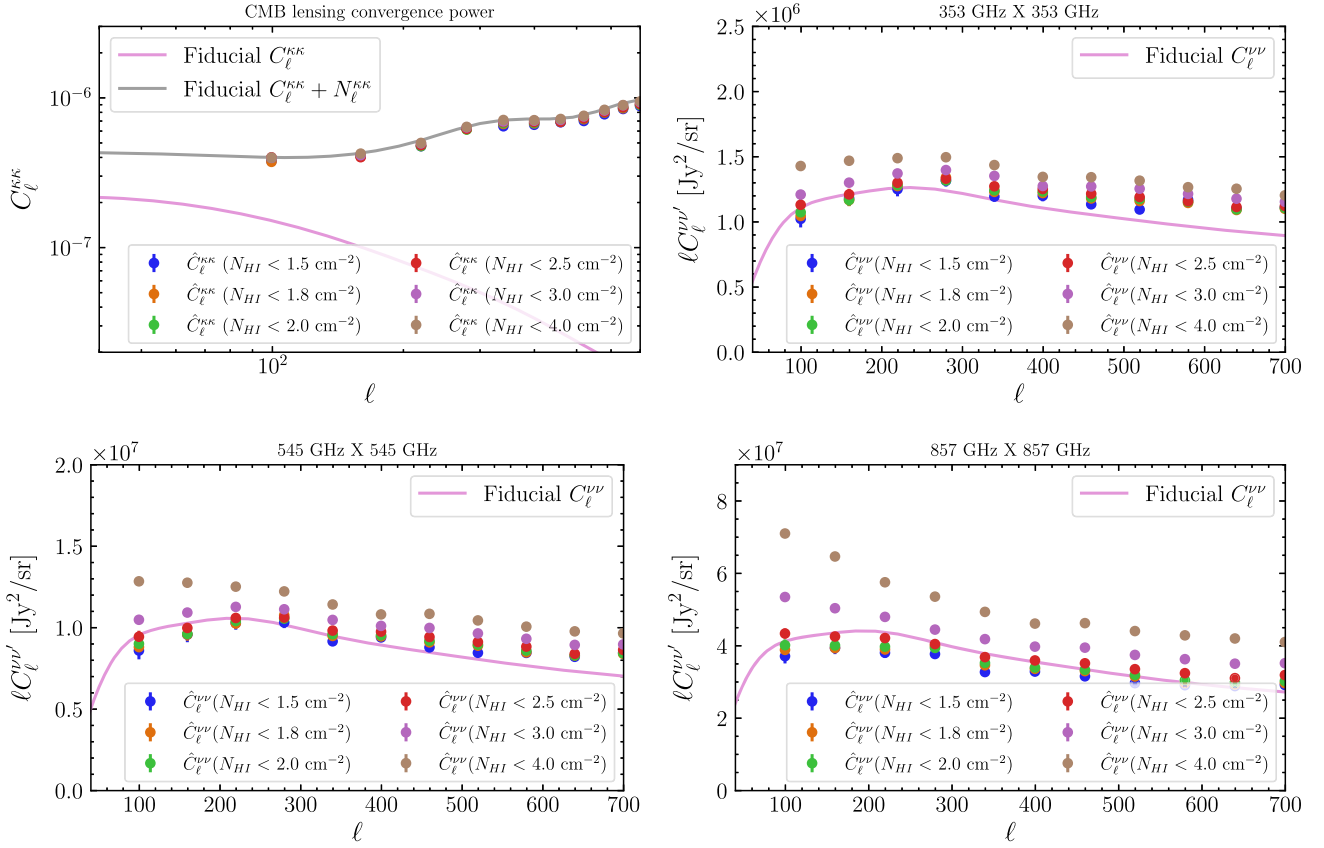 CMB lensing convergence power
Fiducial $C_\ell^{\kappa\kappa}$
Fiducial $C_\ell^{\kappa\kappa} + N_\ell^{\kappa\kappa}$
$10^{-6}$
$10^{-7}$
$C_\ell^{\kappa\kappa}$
$\hat{C}_\ell^{\kappa\kappa}$ ($N_{HI} < 1.5$ cm$^{-2}$)
$\hat{C}_\ell^{\kappa\kappa}$ ($N_{HI} < 1.8$ cm$^{-2}$)
$\hat{C}_\ell^{\kappa\kappa}$ ($N_{HI} < 2.0$ cm$^{-2}$)
$\hat{C}_\ell^{\kappa\kappa}$ ($N_{HI} < 2.5$ cm$^{-2}$)
$\hat{C}_\ell^{\kappa\kappa}$ ($N_{HI} < 3.0$ cm$^{-2}$)
$\hat{C}_\ell^{\kappa\kappa}$ ($N_{HI} < 4.0$ cm$^{-2}$)
$10^2$
$\ell$
353 GHz X 353 GHz
×$10^6$
Fiducial $C_\ell^{\nu\nu}$
2.5
2.0
1.5
1.0
0.5
0.0
$\ell C_\ell^{\nu\nu'}$ [Jy$^2$/sr]
$\hat{C}_\ell^{\nu\nu}$($N_{HI} < 1.5$ cm$^{-2}$)
$\hat{C}_\ell^{\nu\nu}$($N_{HI} < 1.8$ cm$^{-2}$)
$\hat{C}_\ell^{\nu\nu}$($N_{HI} < 2.0$ cm$^{-2}$)
$\hat{C}_\ell^{\nu\nu}$($N_{HI} < 2.5$ cm$^{-2}$)
$\hat{C}_\ell^{\nu\nu}$($N_{HI} < 3.0$ cm$^{-2}$)
$\hat{C}_\ell^{\nu\nu}$($N_{HI} < 4.0$ cm$^{-2}$)
100 200 300 400 500 600 700
$\ell$
545 GHz X 545 GHz
×$10^7$
Fiducial $C_\ell^{\nu\nu}$
2.0
1.5
1.0
0.5
0.0
$\ell C_\ell^{\nu\nu'}$ [Jy$^2$/sr]
$\hat{C}_\ell^{\nu\nu}$($N_{HI} < 1.5$ cm$^{-2}$)
$\hat{C}_\ell^{\nu\nu}$($N_{HI} < 1.8$ cm$^{-2}$)
$\hat{C}_\ell^{\nu\nu}$($N_{HI} < 2.0$ cm$^{-2}$)
$\hat{C}_\ell^{\nu\nu}$($N_{HI} < 2.5$ cm$^{-2}$)
$\hat{C}_\ell^{\nu\nu}$($N_{HI} < 3.0$ cm$^{-2}$)
$\hat{C}_\ell^{\nu\nu}$($N_{HI} < 4.0$ cm$^{-2}$)
100 200 300 400 500 600 700
$\ell$
857 GHz X 857 GHz
×$10^7$
Fiducial $C_\ell^{\nu\nu}$
8
6
4
2
0
$\ell C_\ell^{\nu\nu'}$ [Jy$^2$/sr]
$\hat{C}_\ell^{\nu\nu}$($N_{HI} < 1.5$ cm$^{-2}$)
$\hat{C}_\ell^{\nu\nu}$($N_{HI} < 1.8$ cm$^{-2}$)
$\hat{C}_\ell^{\nu\nu}$($N_{HI} < 2.0$ cm$^{-2}$)
$\hat{C}_\ell^{\nu\nu}$($N_{HI} < 2.5$ cm$^{-2}$)
$\hat{C}_\ell^{\nu\nu}$($N_{HI} < 3.0$ cm$^{-2}$)
$\hat{C}_\ell^{\nu\nu}$($N_{HI} < 4.0$ cm$^{-2}$)
100 200 300 400 500 600 700
$\ell$